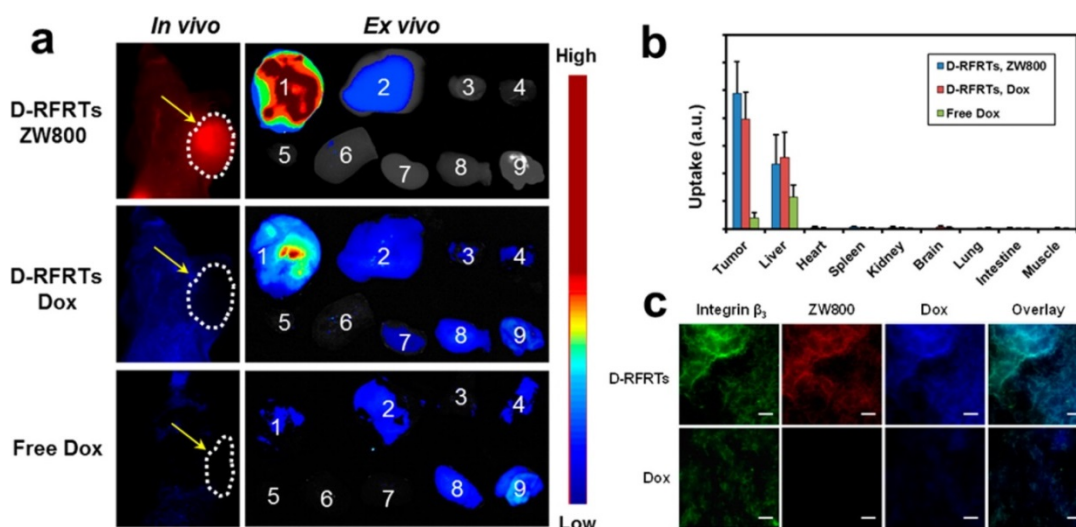 a
In vivo
Ex vivo
High
D-RFRTs
ZW800
1
2
3
4
5
6
7
8
9
D-RFRTs
Dox
1
2
3
4
5
6
7
8
9
Free Dox
1
2
3
4
5
6
7
8
9
Low
b
Uptake (a.u.)
D-RFRTs, ZW800
D-RFRTs, Dox
Free Dox
Tumor
Liver
Heart
Spleen
Kidney
Brain
Lung
Intestine
Muscle
c
Integrin β₃
ZW800
Dox
Overlay
D-RFRTs
Dox